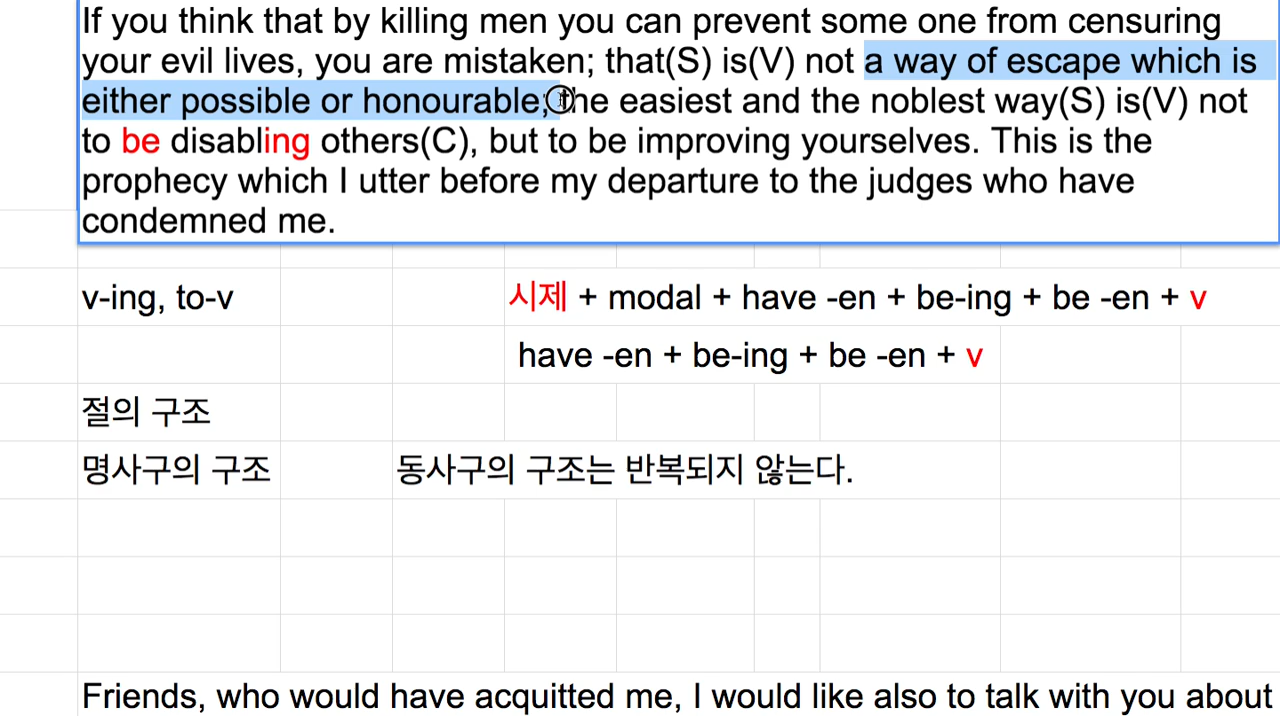 If you think that by killing men you can prevent some one from censuring
your evil lives, you are mistaken; that(S) is(V) not a way of escape which is
either possible or honourable; the easiest and the noblest way(S) is(V) not
to be disabling others(C), but to be improving yourselves. This is the
prophecy which I utter before my departure to the judges who have
condemned me.
v-ing, to-v 시제 + modal + have -en + be-ing + be -en + v
have -en + be-ing + be -en + v
절의 구조
명사구의 구조 동사구의 구조는 반복되지 않는다.
Friends, who would have acquitted me, I would like also to talk with you about